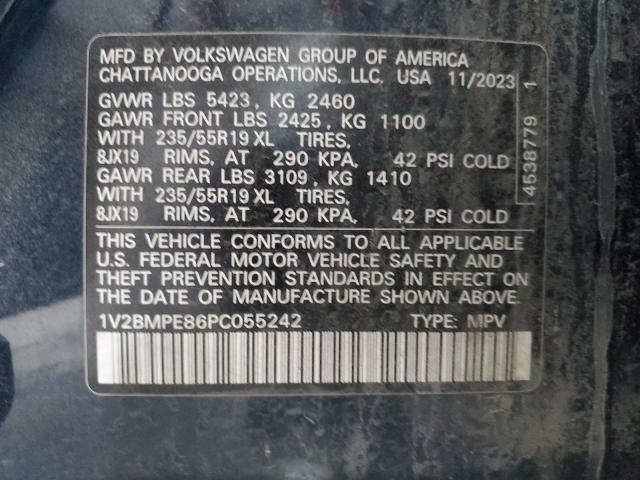 MFD BY VOLKSWAGEN GROUP OF AMERICA
CHATTANOOGA OPERATIONS, LLC. USA 11/2023
GVWR LBS 5423, KG 2460
GAWR FRONT LBS 2425, KG 1100
WITH 235/55R19 XL TIRES,
8JX19 RIMS, AT 290 KPA, 42 PSI COLD
GAWR REAR LBS 3109, KG 1410
WITH 235/55R19 XL TIRES,
8JX19 RIMS, AT 290 KPA, 42 PSI COLD
4538779 1
THIS VEHICLE CONFORMS TO ALL APPLICABLE
U.S. FEDERAL MOTOR VEHICLE SAFETY AND
THEFT PREVENTION STANDARDS IN EFFECT ON
THE DATE OF MANUFACTURE SHOWN ABOVE.
1V2BMPE86PC055242 TYPE: MPV